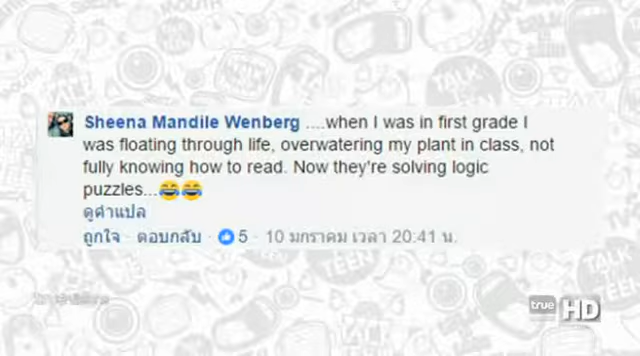 Sheena Mandile Wenberg ....when I was in first grade I
was floating through life, overwatering my plant in class, not
fully knowing how to read. Now they're solving logic
puzzles...😂😂
ดูคำแปล
ถูกใจ · ตอบกลับ · 5 · 10 มกราคม เวลา 20:41 น.
true HD